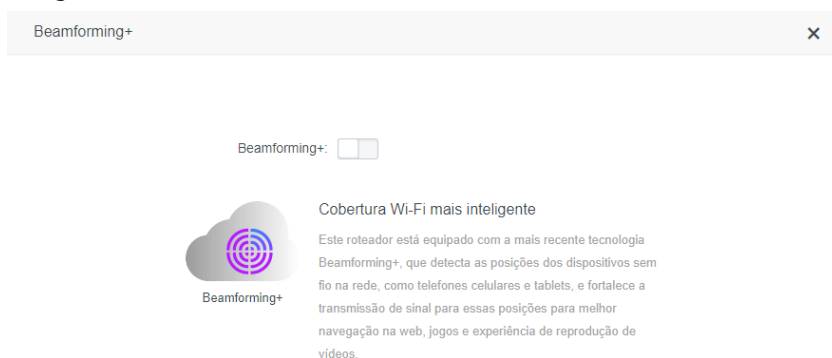 Beamforming+
Beamforming+:
Cobertura Wi-Fi mais inteligente
Este roteador está equipado com a mais recente tecnologia
Beamforming+, que detecta as posições dos dispositivos sem
fio na rede, como telefones celulares e tablets, e fortalece a
transmissão de sinal para essas posições para melhor
navegação na web, jogos e experiência de reprodução de
vídeos.
Beamforming+